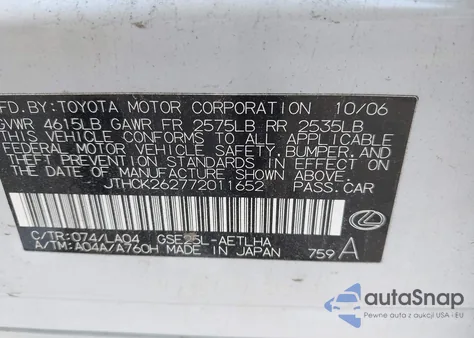 MFD.BY: TOYOTA MOTOR CORPORATION 10/06
GVWR 4615LB GAWR FR 2575LB RR 2535LB
THIS VEHICLE CONFORMS TO ALL APPLICABLE
FEDERAL MOTOR VEHICLE SAFETY, BUMPER, AND
THEFT PREVENTION STANDARDS IN EFFECT ON
THE DATE OF MANUFACTURE SHOWN ABOVE.
JTHCK262772011652 PASS.CAR
C/TR:074/LA04 GSE25L-AETLHA
A/TM:A04A/A760H MADE IN JAPAN 759 A
autoSnap
Pewne auto z aukcji USA - EU